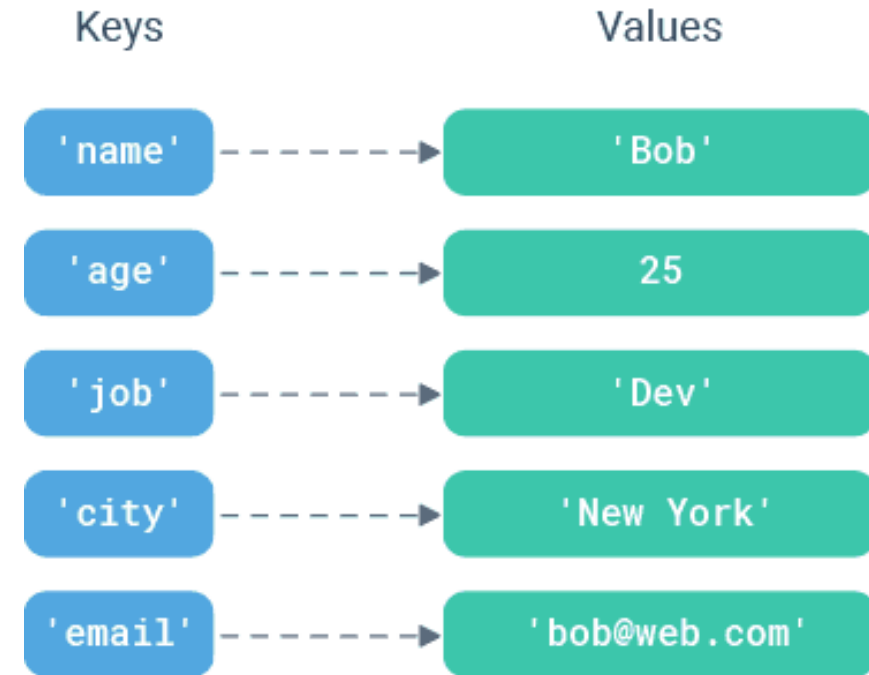 Keys Values
'name' 'Bob'
'age' 25
'job' 'Dev'
'city' 'New York'
'email' 'bob@web.com'